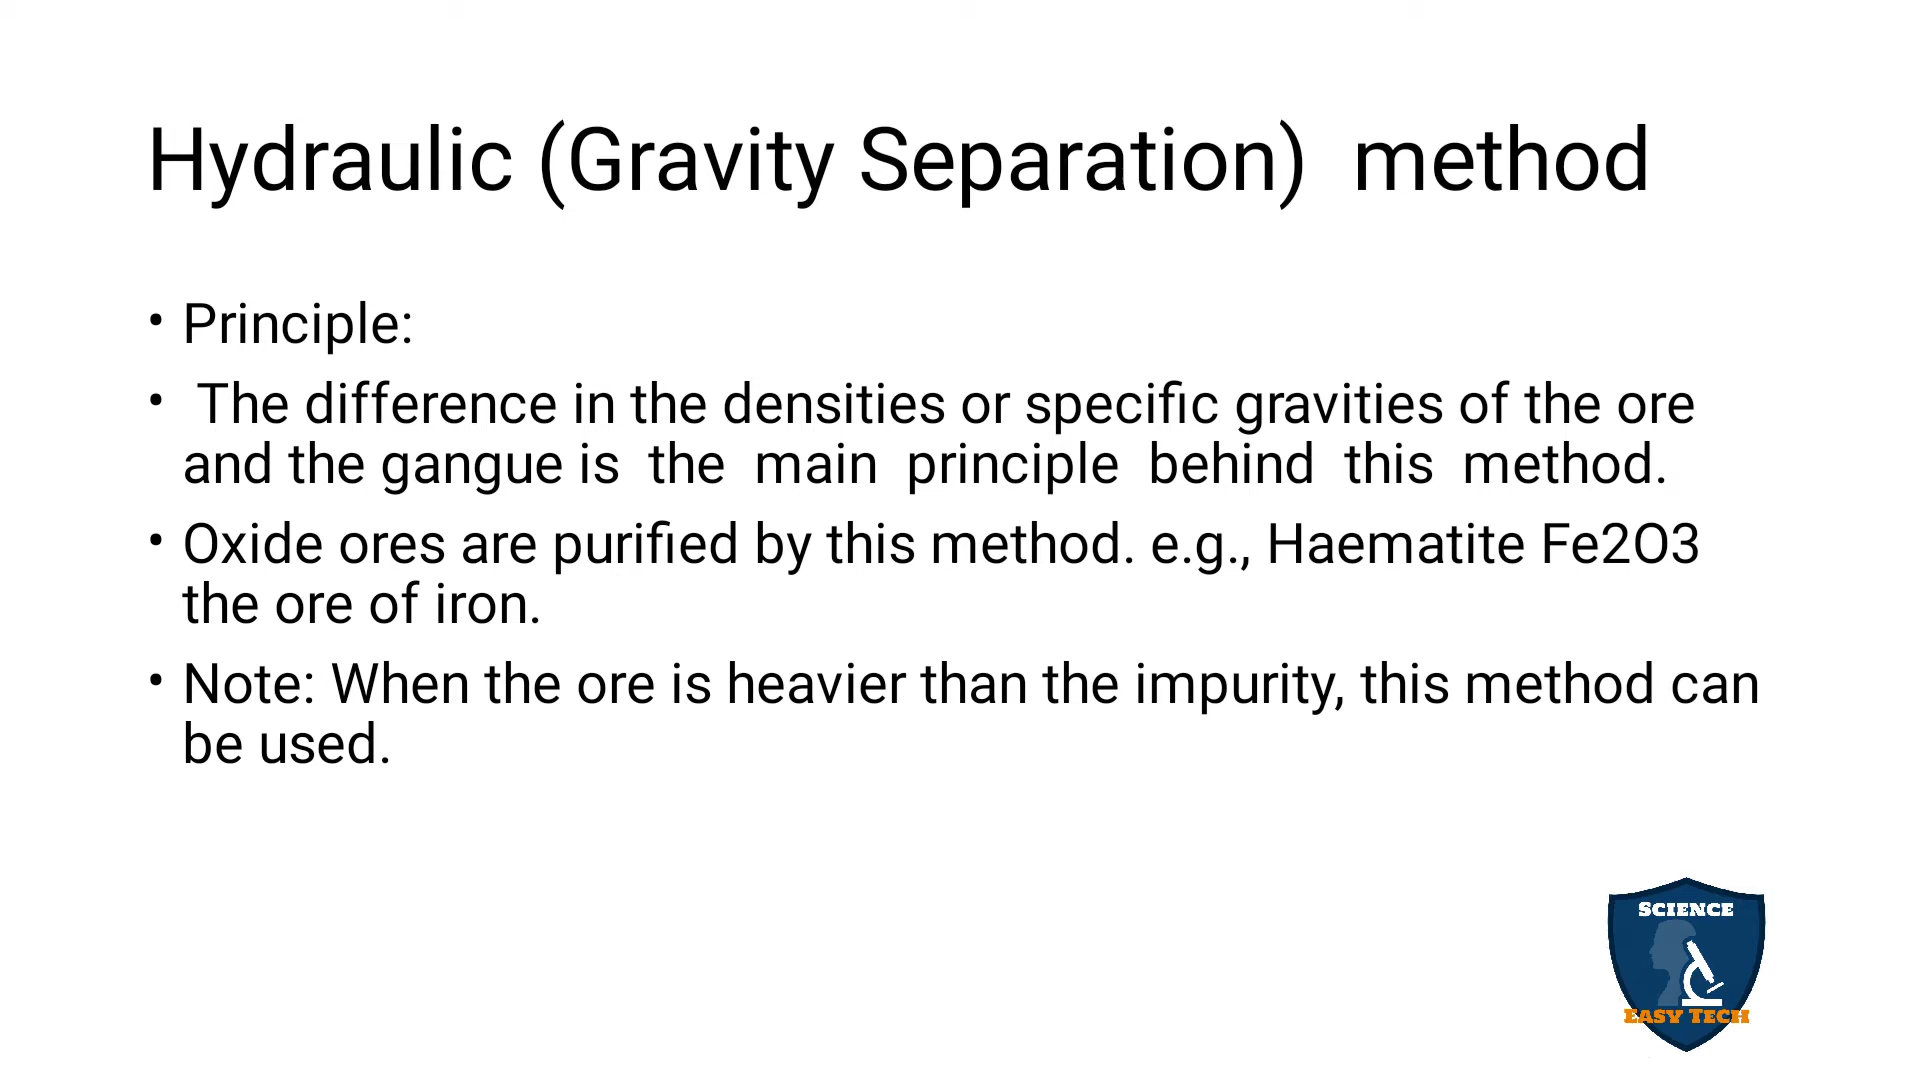 Hydraulic (Gravity Separation)  method
• Principle:
•  The difference in the densities or specific gravities of the ore
and the gangue is  the  main  principle  behind  this  method.
• Oxide ores are purified by this method. e.g., Haematite Fe2O3
the ore of iron.
• Note: When the ore is heavier than the impurity, this method can
be used.
SCIENCE
EASY TECH